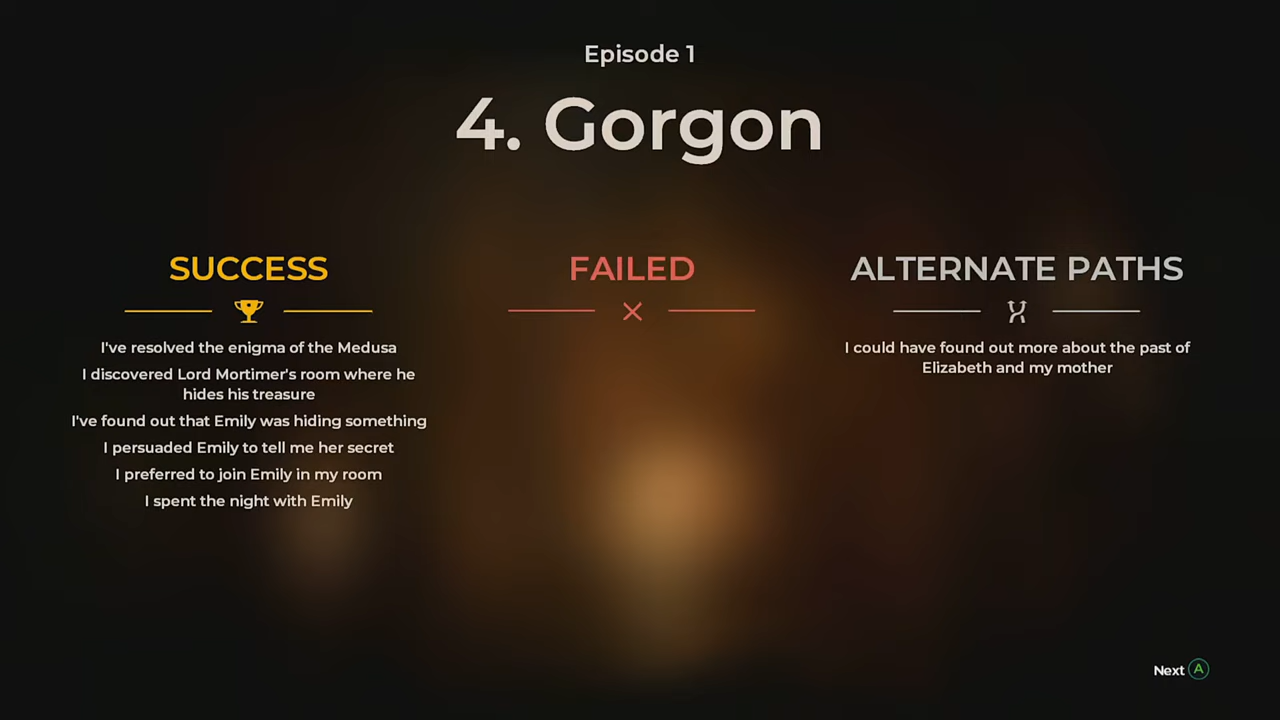 Episode 1
4. Gorgon
SUCCESS
I've resolved the enigma of the Medusa
I discovered Lord Mortimer's room where he
hides his treasure
I've found out that Emily was hiding something
I persuaded Emily to tell me her secret
I preferred to join Emily in my room
I spent the night with Emily
FAILED
ALTERNATE PATHS
I could have found out more about the past of
Elizabeth and my mother
Next A